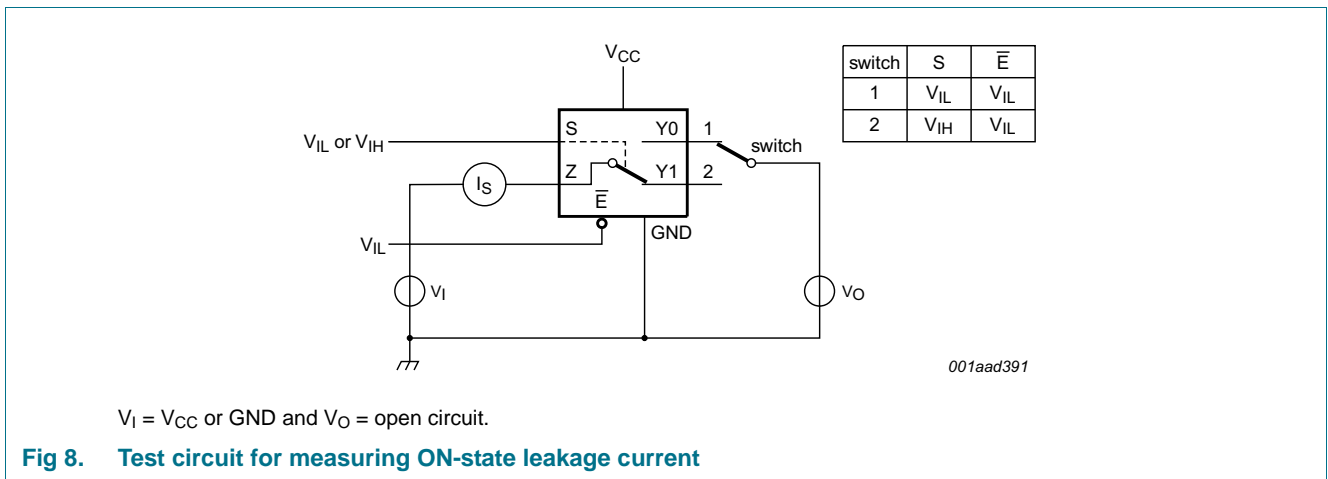 VCC
switch S E̅
1 VIL VIL
2 VIH VIL
VIL or VIH
S Y0 1
switch
Z Y1 2
IS
E̅
GND
VIL
VI
VO
001aad391
VI = VCC or GND and VO = open circuit.
Fig 8. Test circuit for measuring ON-state leakage current